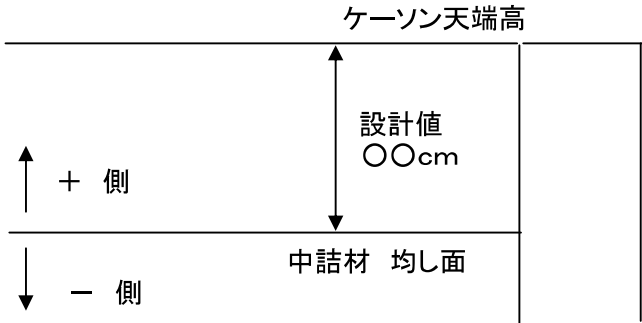 ケーソン天端高
設計値
〇〇cm
＋ 側
中詰材 均し面
－ 側